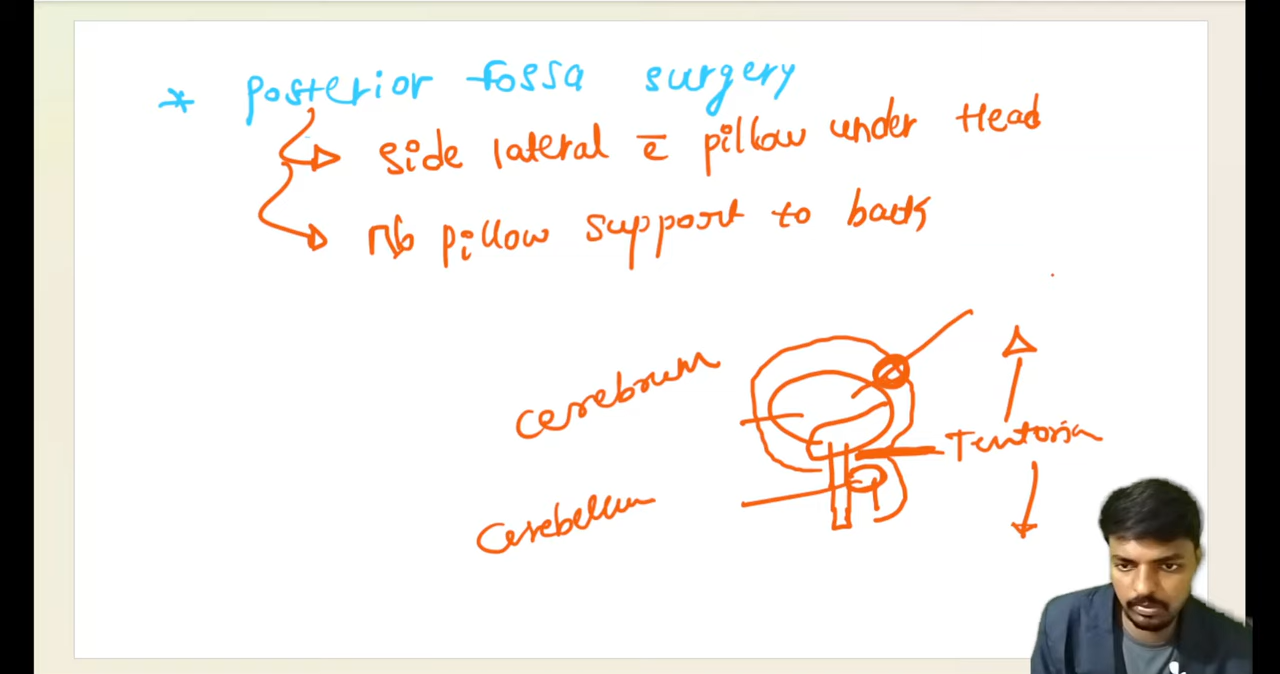 * posterior fossa surgery
side lateral c̅ pillow under Head
No pillow support to back
cerebrum
Tentoria
cerebellum